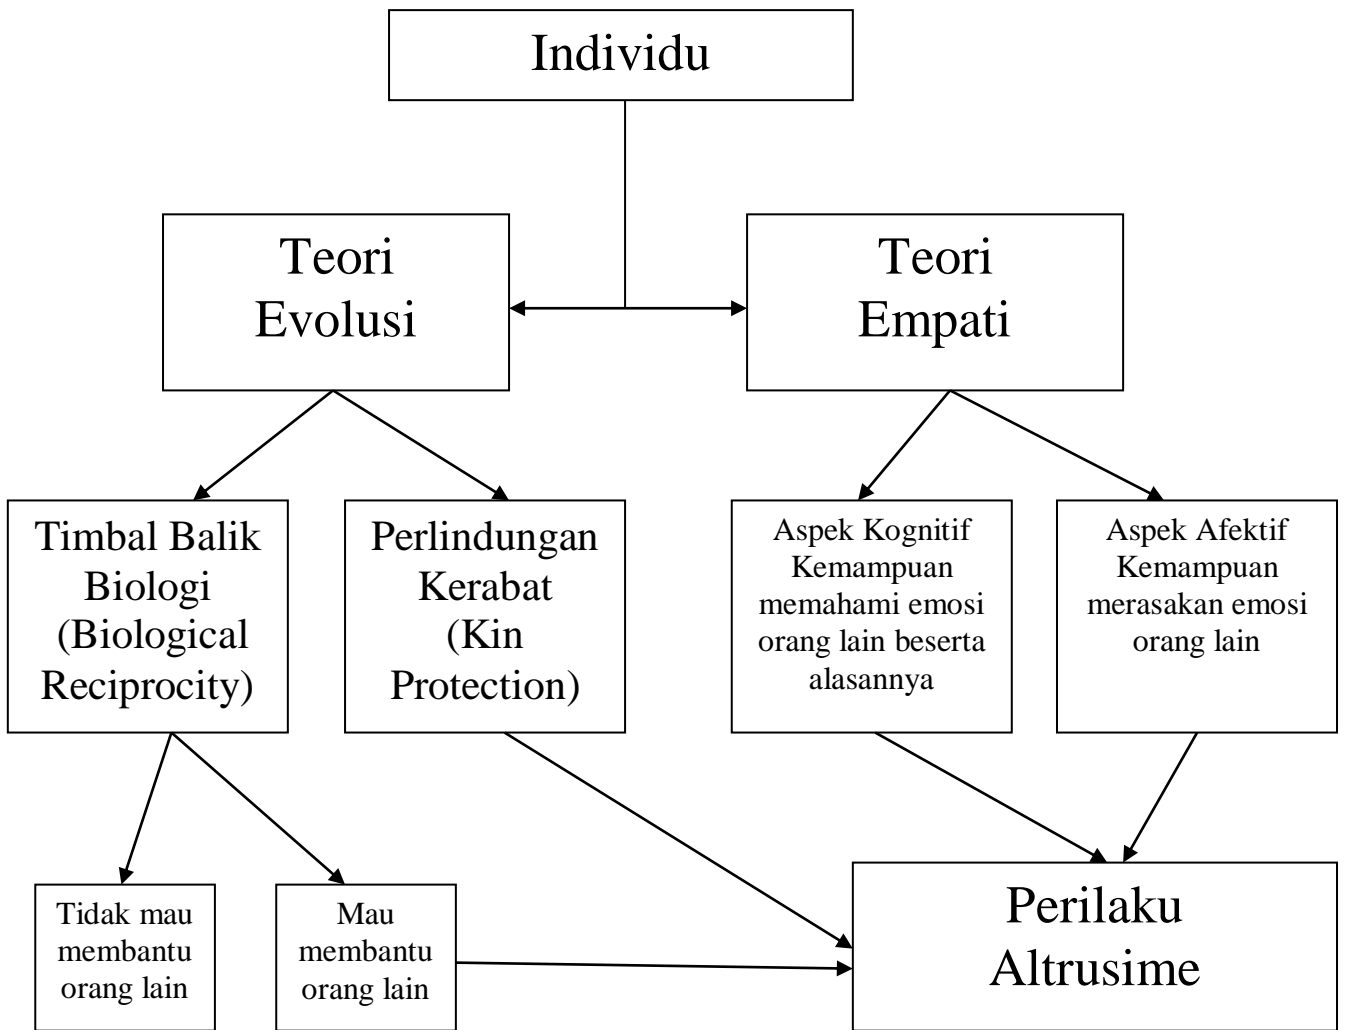 Individu
Teori
Evolusi
Teori
Empati
Timbal Balik
Biologi
(Biological
Reciprocity)
Perlindungan
Kerabat
(Kin
Protection)
Aspek Kognitif
Kemampuan
memahami emosi
orang lain beserta
alasannya
Aspek Afektif
Kemampuan
merasakan emosi
orang lain
Tidak mau
membantu
orang lain
Mau
membantu
orang lain
Perilaku
Altrusime